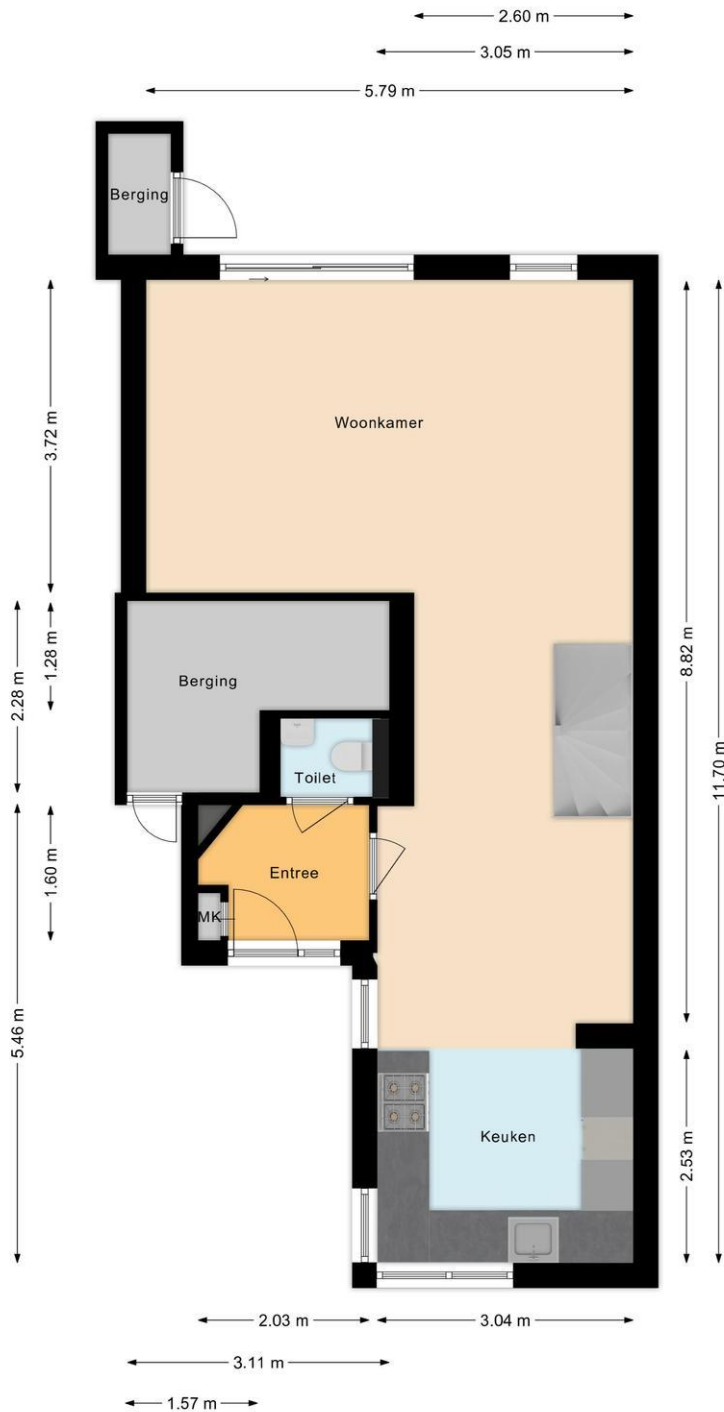 2.60 m
3.05 m
5.79 m
Berging
Woonkamer
3.72 m
8.82 m
11.70 m
2.28 m
1.28 m
Berging
Toilet
1.60 m
Entree
MK
5.46 m
Keuken
2.53 m
2.03 m
3.04 m
3.11 m
1.57 m